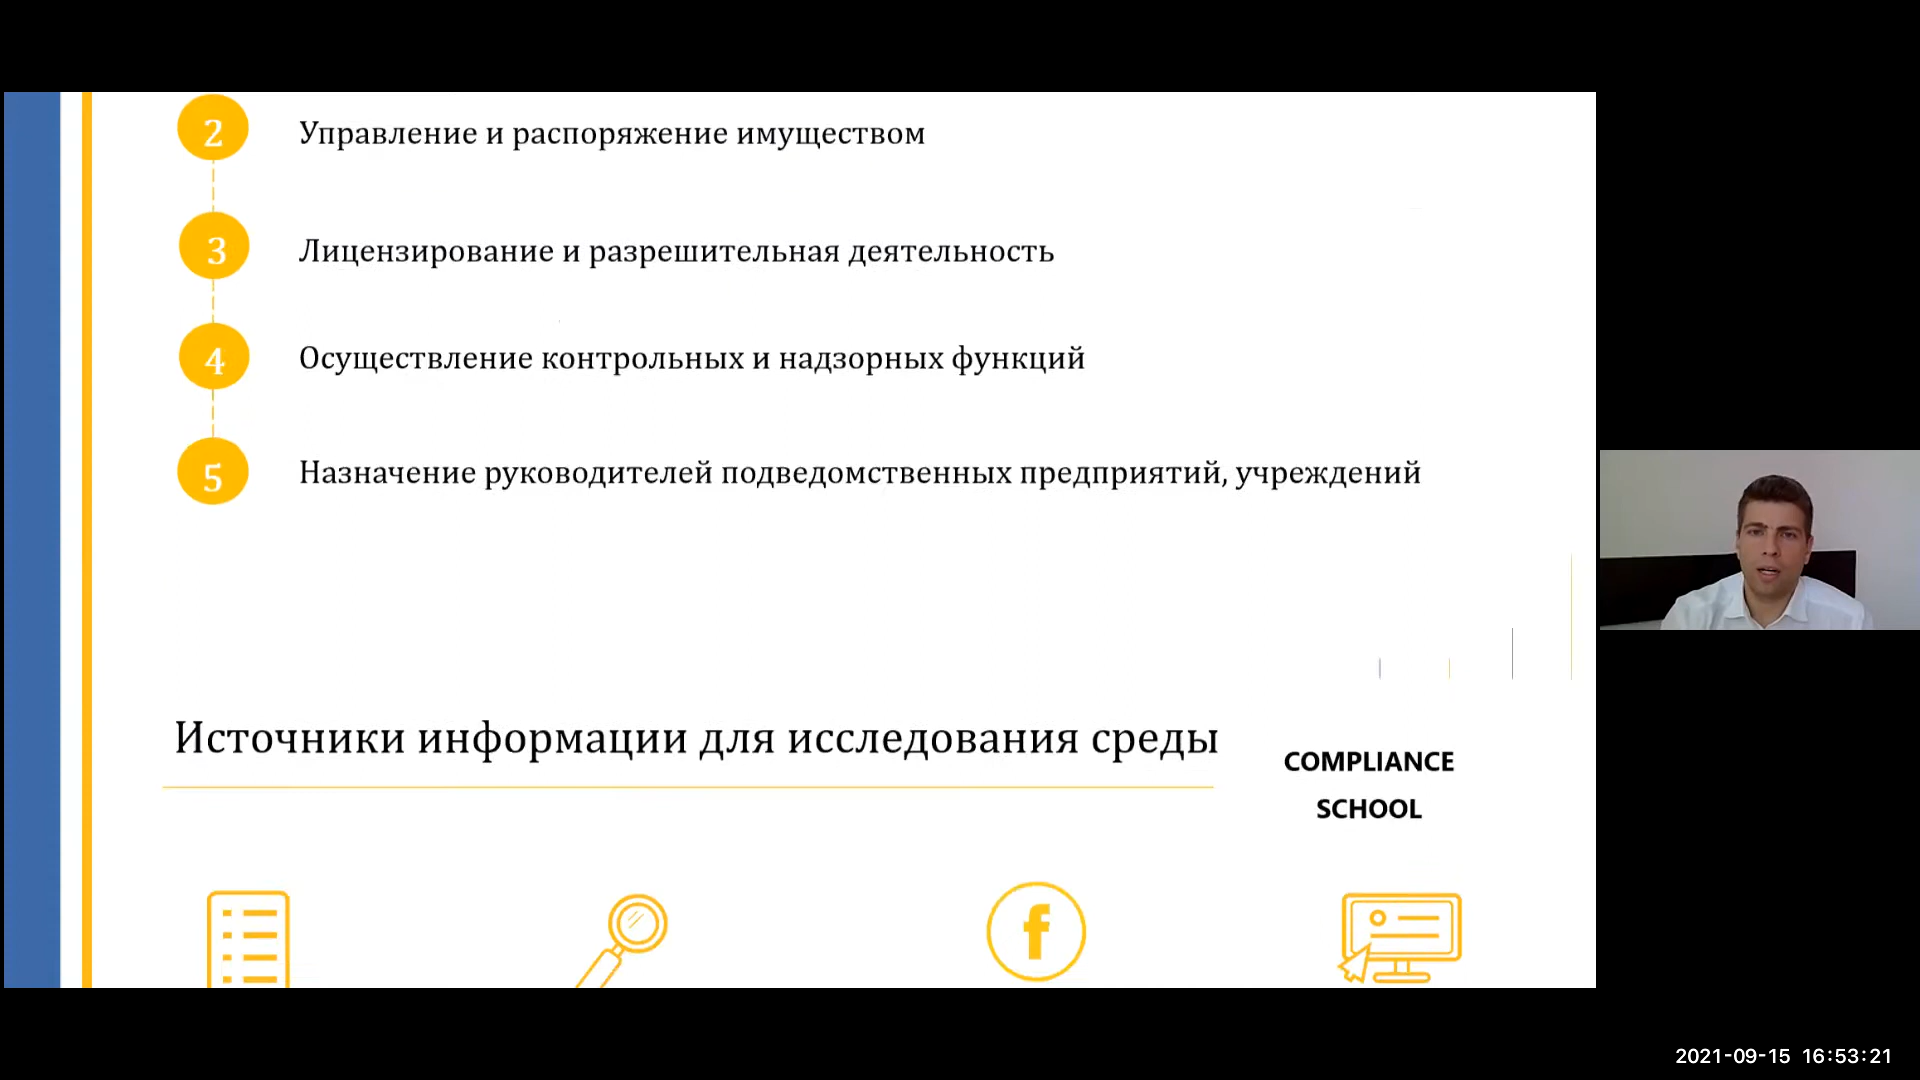 2
Управление и распоряжение имуществом
3
Лицензирование и разрешительная деятельность
4
Осуществление контрольных и надзорных функций
5
Назначение руководителей подведомственных предприятий, учреждений
Источники информации для исследования среды
COMPLIANCE
SCHOOL
f
2021-09-15 16:53:21